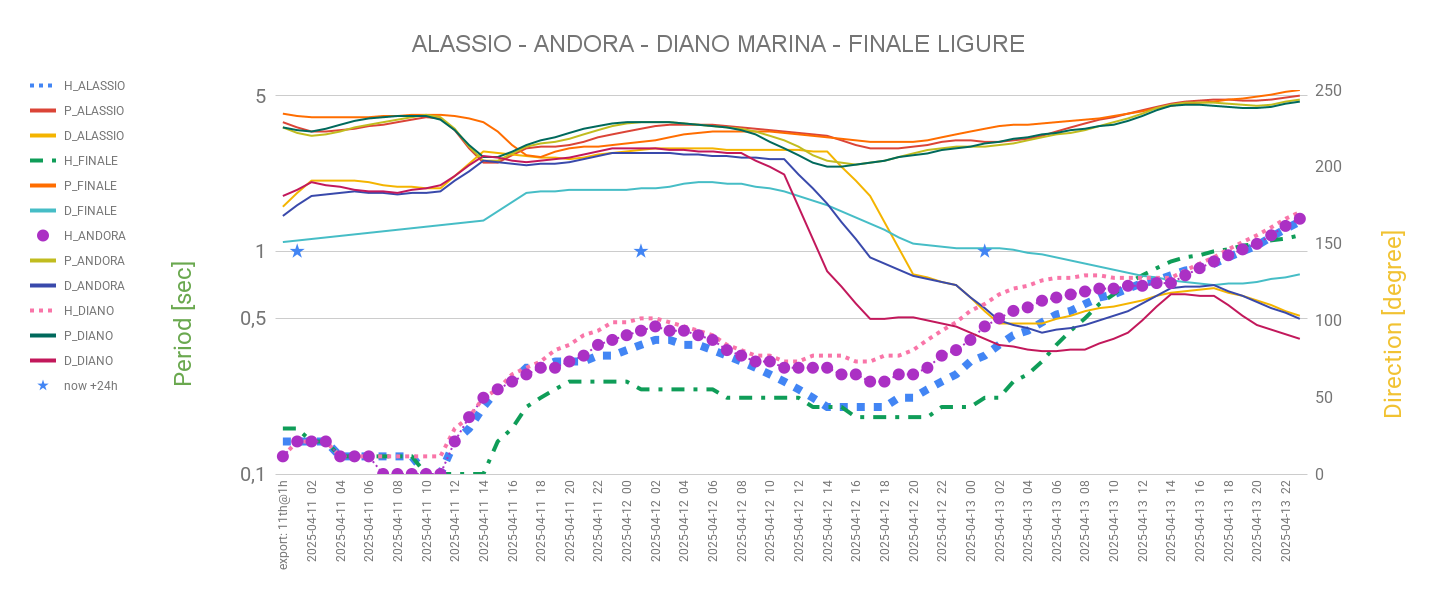 ALASSIO - ANDORA - DIANO MARINA - FINALE LIGURE
H_ALASSIO
P_ALASSIO
D_ALASSIO
H_FINALE
P_FINALE
D_FINALE
H_ANDORA
P_ANDORA
D_ANDORA
H_DIANO
P_DIANO
D_DIANO
now +24h
Period [sec]
5
1
0,5
0,1
250
200
150
100
50
0
Direction [degree]
export: 11th@1h
2025-04-11 02
2025-04-11 04
2025-04-11 06
2025-04-11 08
2025-04-11 10
2025-04-11 12
2025-04-11 14
2025-04-11 16
2025-04-11 18
2025-04-11 20
2025-04-11 22
2025-04-12 00
2025-04-12 02
2025-04-12 04
2025-04-12 06
2025-04-12 08
2025-04-12 10
2025-04-12 12
2025-04-12 14
2025-04-12 16
2025-04-12 18
2025-04-12 20
2025-04-12 22
2025-04-13 00
2025-04-13 02
2025-04-13 04
2025-04-13 06
2025-04-13 08
2025-04-13 10
2025-04-13 12
2025-04-13 14
2025-04-13 16
2025-04-13 18
2025-04-13 20
2025-04-13 22